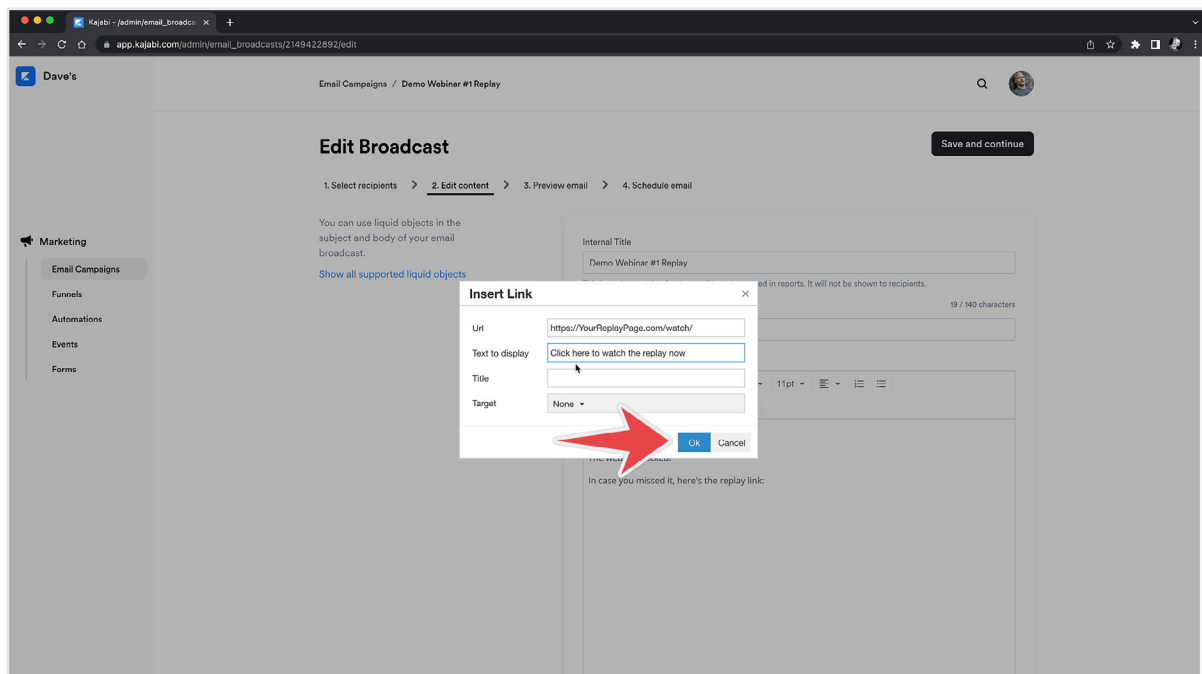 Kajabi - /admin/email_broadca
app.kajabi.com/admin/email_broadcasts/2149422892/edit
Dave's
Email Campaigns / Demo Webinar #1 Replay
Edit Broadcast
Save and continue
1. Select recipients > 2. Edit content > 3. Preview email > 4. Schedule email
You can use liquid objects in the
subject and body of your email
broadcast.
Show all supported liquid objects
Marketing
Email Campaigns
Funnels
Automations
Events
Forms
Internal Title
Demo Webinar #1 Replay
ed in reports. It will not be shown to recipients.
19 / 140 characters
Insert Link
Url
https://YourReplayPage.com/watch/
Text to display
Click here to watch the replay now
Title
Target
None
Ok
Cancel
11pt
In case you missed it, here's the replay link: